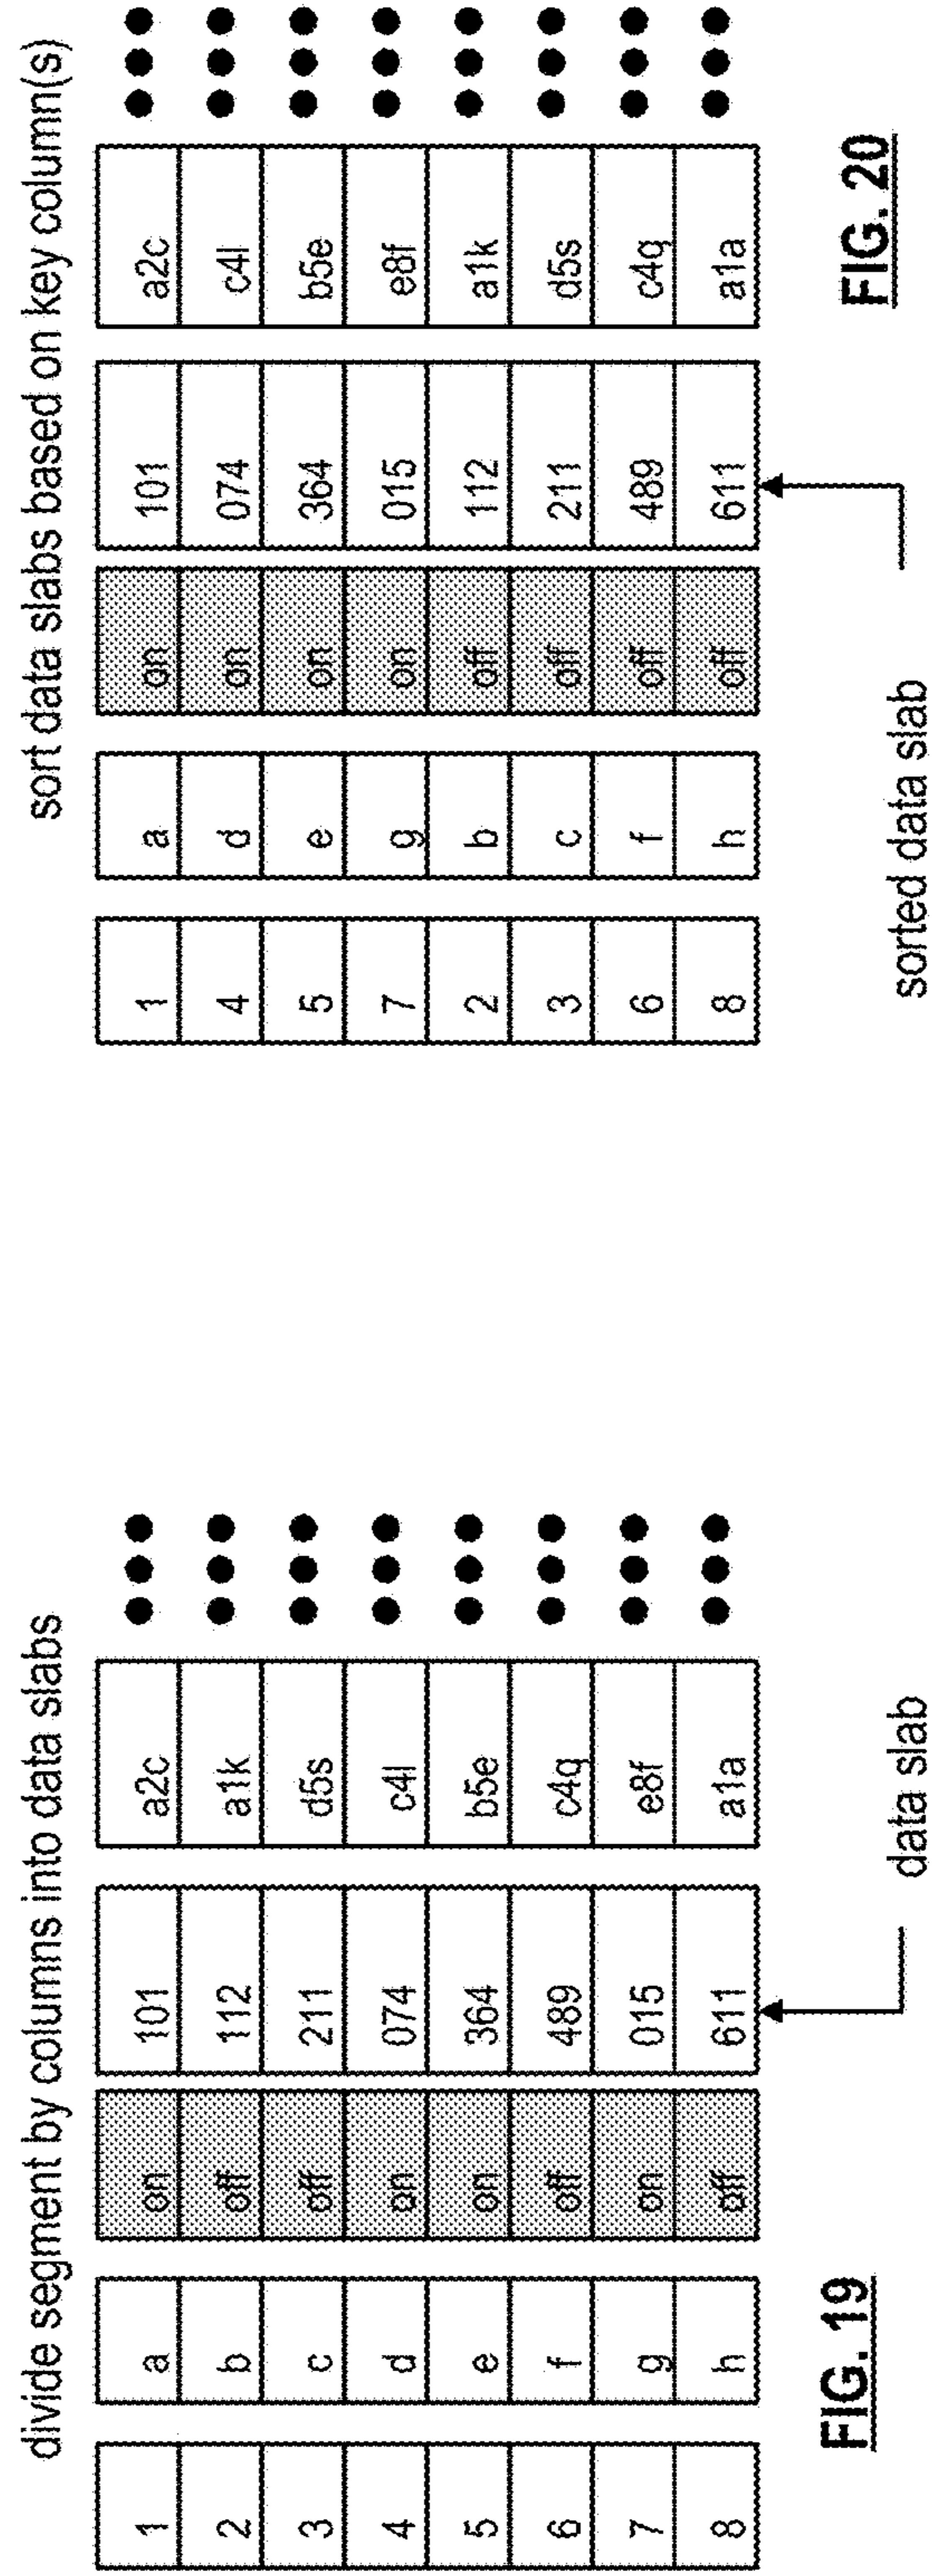 divide segment by columns into data slabs
1 a on 101 a2c
2 b off 112 a1k
3 c off 211 d5s
4 d on 074 c4l
5 e on 364 b5e
6 f off 489 c4q
7 g on 015 e8f
8 h off 611 a1a
data slab
FIG. 19
sort data slabs based on key column(s)
1 a on 101 a2c
4 d on 074 c4l
5 e on 364 b5e
7 g on 015 e8f
2 b off 112 a1k
3 c off 211 d5s
6 f off 489 c4q
8 h off 611 a1a
sorted data slab
FIG. 20